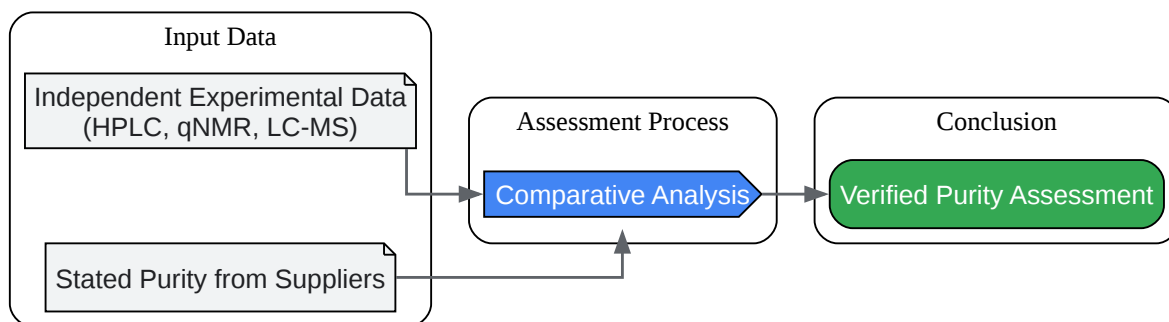 Input Data
Independent Experimental Data
(HPLC, qNMR, LC-MS)
Stated Purity from Suppliers
Assessment Process
Comparative Analysis
Conclusion
Verified Purity Assessment